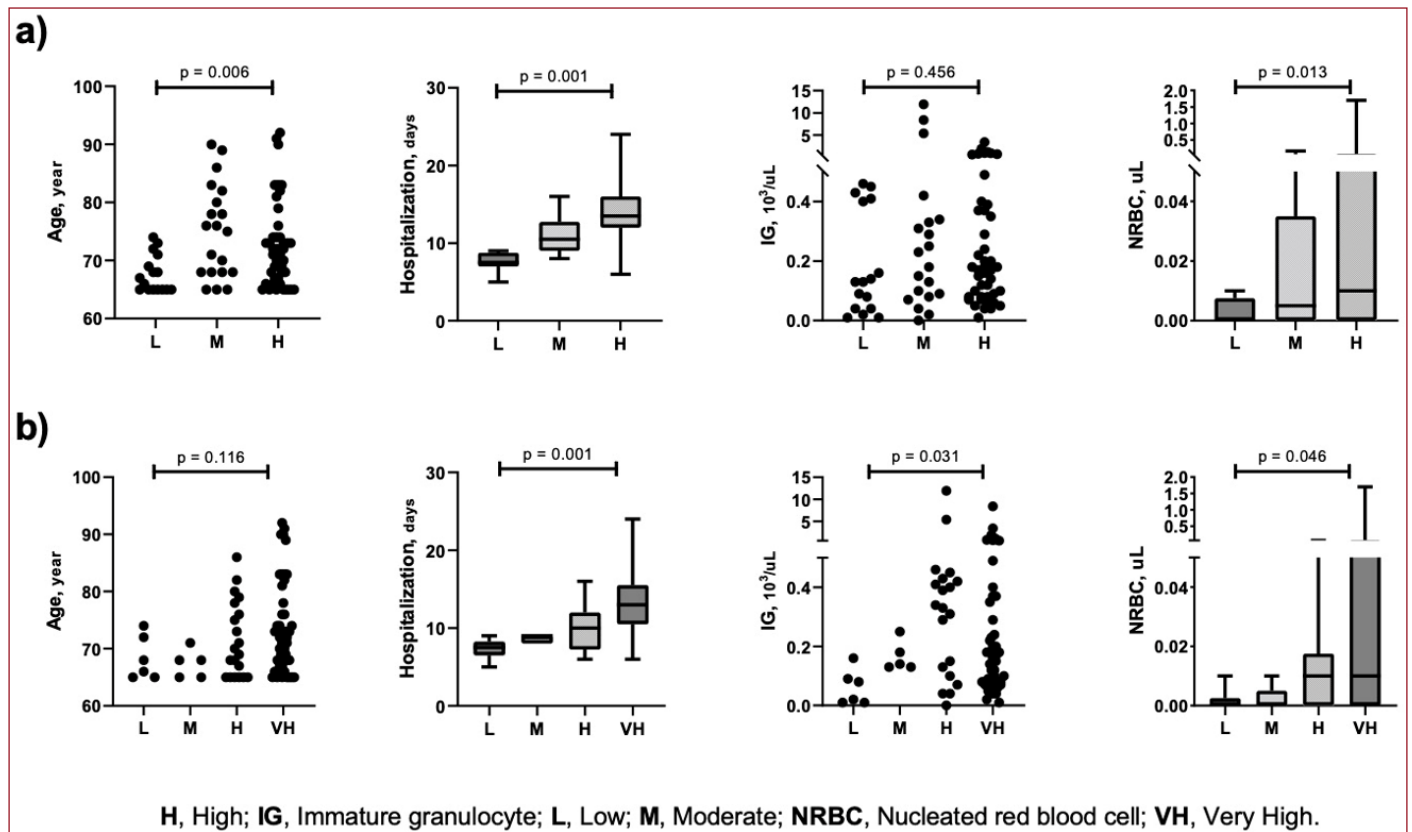 a)
p = 0.006
Age, year
100
90
80
70
60
L M H
p = 0.001
Hospitalization, days
30
20
10
0
L M H
p = 0.456
IG, 10³/uL
15
10
5
0.4
0.2
0.0
L M H
p = 0.013
NRBC, uL
2.0
1.5
1.0
0.5
0.04
0.02
0.00
L M H
b)
p = 0.116
Age, year
100
90
80
70
60
L M H VH
p = 0.001
Hospitalization, days
30
20
10
0
L M H VH
p = 0.031
IG, 10³/uL
15
10
5
0.4
0.2
0.0
L M H VH
p = 0.046
NRBC, uL
2.0
1.5
1.0
0.5
0.04
0.02
0.00
L M H VH
H, High; IG, Immature granulocyte; L, Low; M, Moderate; NRBC, Nucleated red blood cell; VH, Very High.